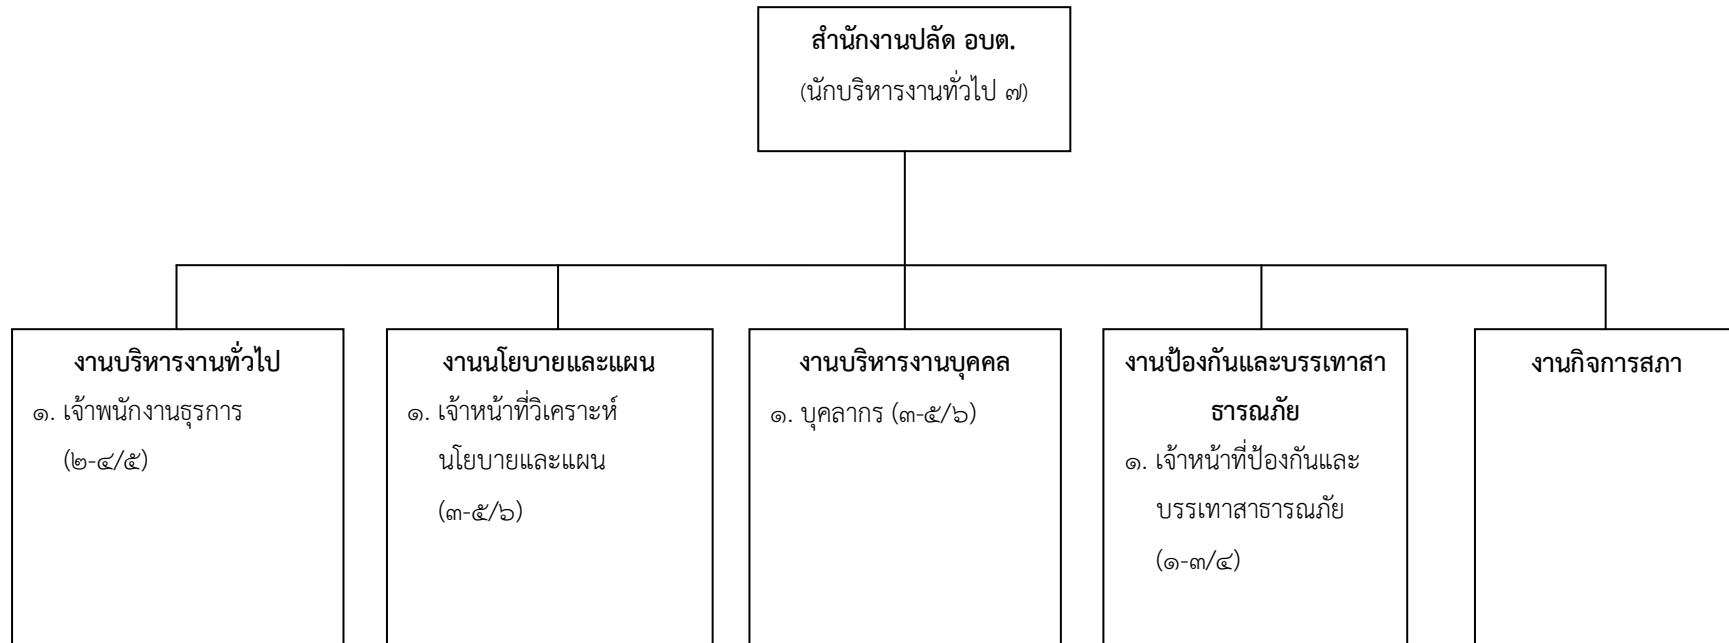 สำนักงานปลัด อบต.
(นักบริหารงานทั่วไป ๗)
งานบริหารงานทั่วไป
๑. เจ้าพนักงานธุรการ
(๒-๔/๕)
งานนโยบายและแผน
๑. เจ้าหน้าที่วิเคราะห์
นโยบายและแผน
(๓-๕/๖)
งานบริหารงานบุคคล
๑. บุคลากร (๓-๕/๖)
งานป้องกันและบรรเทาสา
ธารณภัย
๑. เจ้าหน้าที่ป้องกันและ
บรรเทาสาธารณภัย
(๑-๓/๔)
งานกิจการสภา